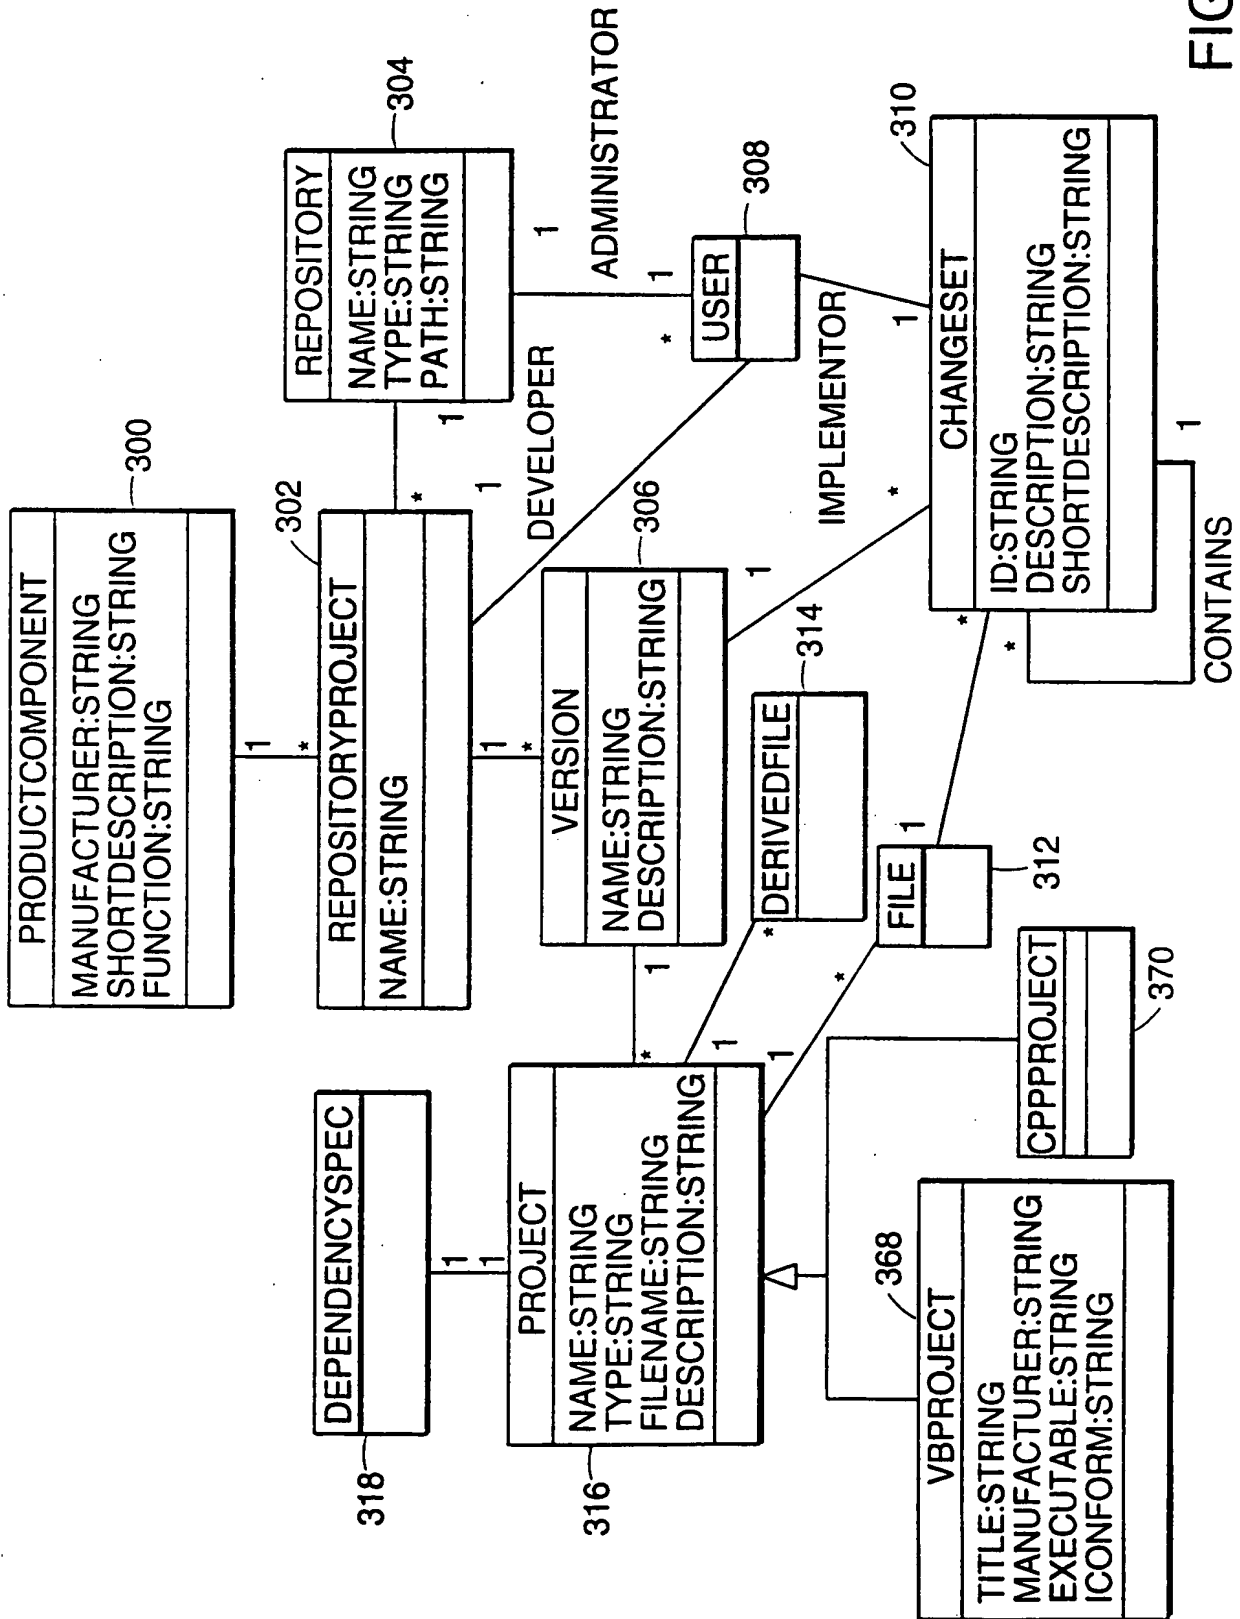 PRODUCTCOMPONENT
MANUFACTURER:STRING
SHORTDESCRIPTION:STRING
FUNCTION:STRING
300
1
*
302
REPOSITORYPROJECT
NAME:STRING
*
1
REPOSITORY
NAME:STRING
TYPE:STRING
PATH:STRING
304
1
DEVELOPER
1
ADMINISTRATOR
1
*
USER
308
1
*
VERSION
NAME:STRING
DESCRIPTION:STRING
306
1
IMPLEMENTOR
*
1
310
CHANGESET
ID:STRING
DESCRIPTION:STRING
SHORTDESCRIPTION:STRING
*
*
1
CONTAINS
DEPENDENCYSPEC
318
1
1
PROJECT
NAME:STRING
TYPE:STRING
FILENAME:STRING
DESCRIPTION:STRING
316
*
1
1
1
*
DERIVEDFILE
314
*
FILE
1
312
368
VBPROJECT
TITLE:STRING
MANUFACTURER:STRING
EXECUTABLE:STRING
ICONFORM:STRING
CPPPROJECT
370